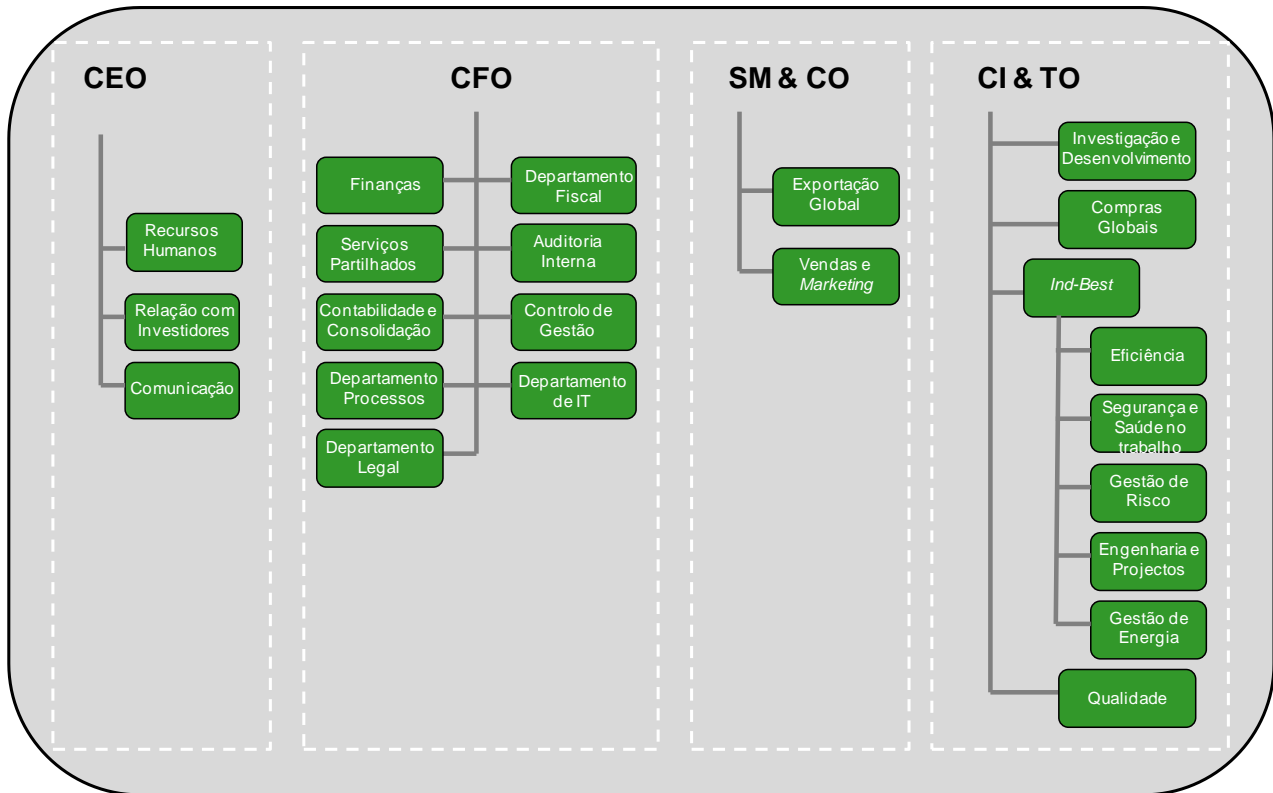 CEO
Recursos
Humanos
Relação com
Investidores
Comunicação
CFO
Finanças
Departamento
Fiscal
Serviços
Partilhados
Auditoria
Interna
Contabilidade e
Consolidação
Controlo de
Gestão
Departamento
Processos
Departamento
de IT
Departamento
Legal
SM & CO
Exportação
Global
Vendas e
Marketing
CI & TO
Investigação e
Desenvolvimento
Compras
Globais
Ind-Best
Eficiência
Segurança e
Saúde no
trabalho
Gestão de
Risco
Engenharia e
Projectos
Gestão de
Energia
Qualidade